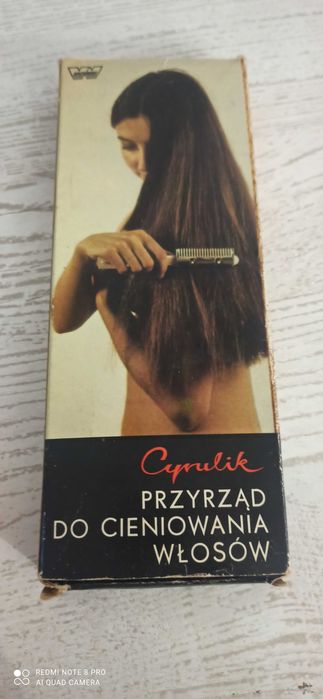 Cyrulik
PRZYRZĄD
DO CIENIOWANIA
WŁOSÓW
REDMI NOTE 8 PRO
AI QUAD CAMERA